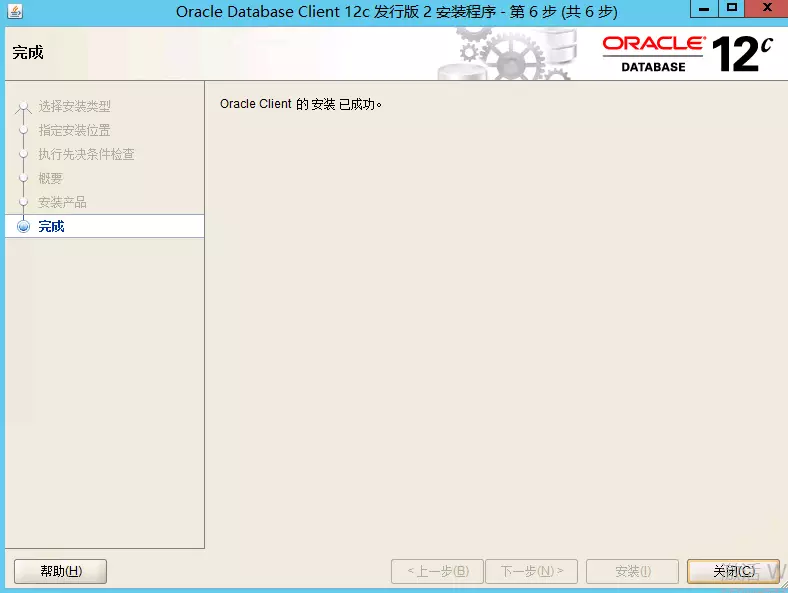 Oracle Database Client 12c 发行版 2 安装程序 - 第 6 步 (共 6 步)
完成
ORACLE®
DATABASE
12c
选择安装类型
指定安装位置
执行先决条件检查
概要
安装产品
完成
Oracle Client 的 安装 已成功。
帮助(H)
< 上一步(B)
下一步(N) >
安装(I)
关闭(C)